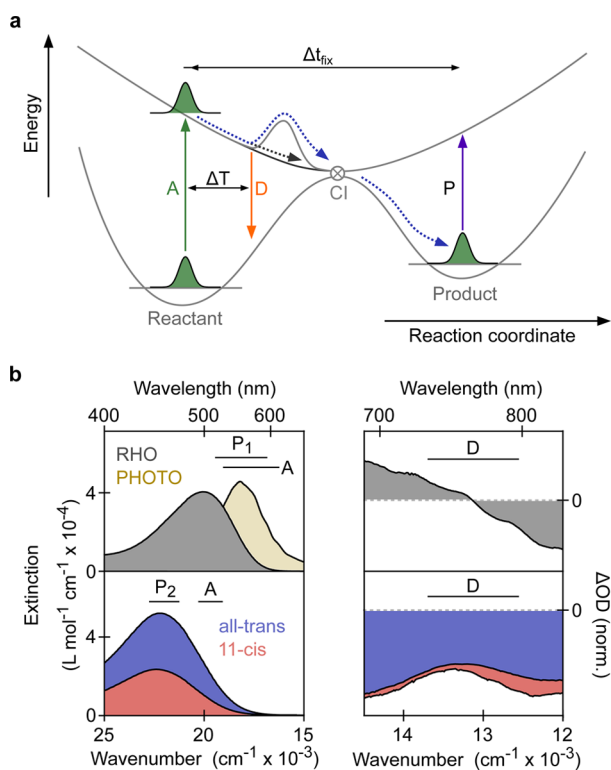 a
Energy
Δt_fix
A
ΔT
D
CI
P
Reactant
Product
Reaction coordinate
b
Wavelength (nm)
Wavelength (nm)
400 500 600
700 800
RHO
PHOTO
P₁
A
D
4
0
0
Extinction
(L mol⁻¹ cm⁻¹ x 10⁻⁴)
P₂ A
D
all-trans
11-cis
4
0
0
ΔOD (norm.)
25 20 15
14 13 12
Wavenumber (cm⁻¹ x 10⁻³)
Wavenumber (cm⁻¹ x 10⁻³)